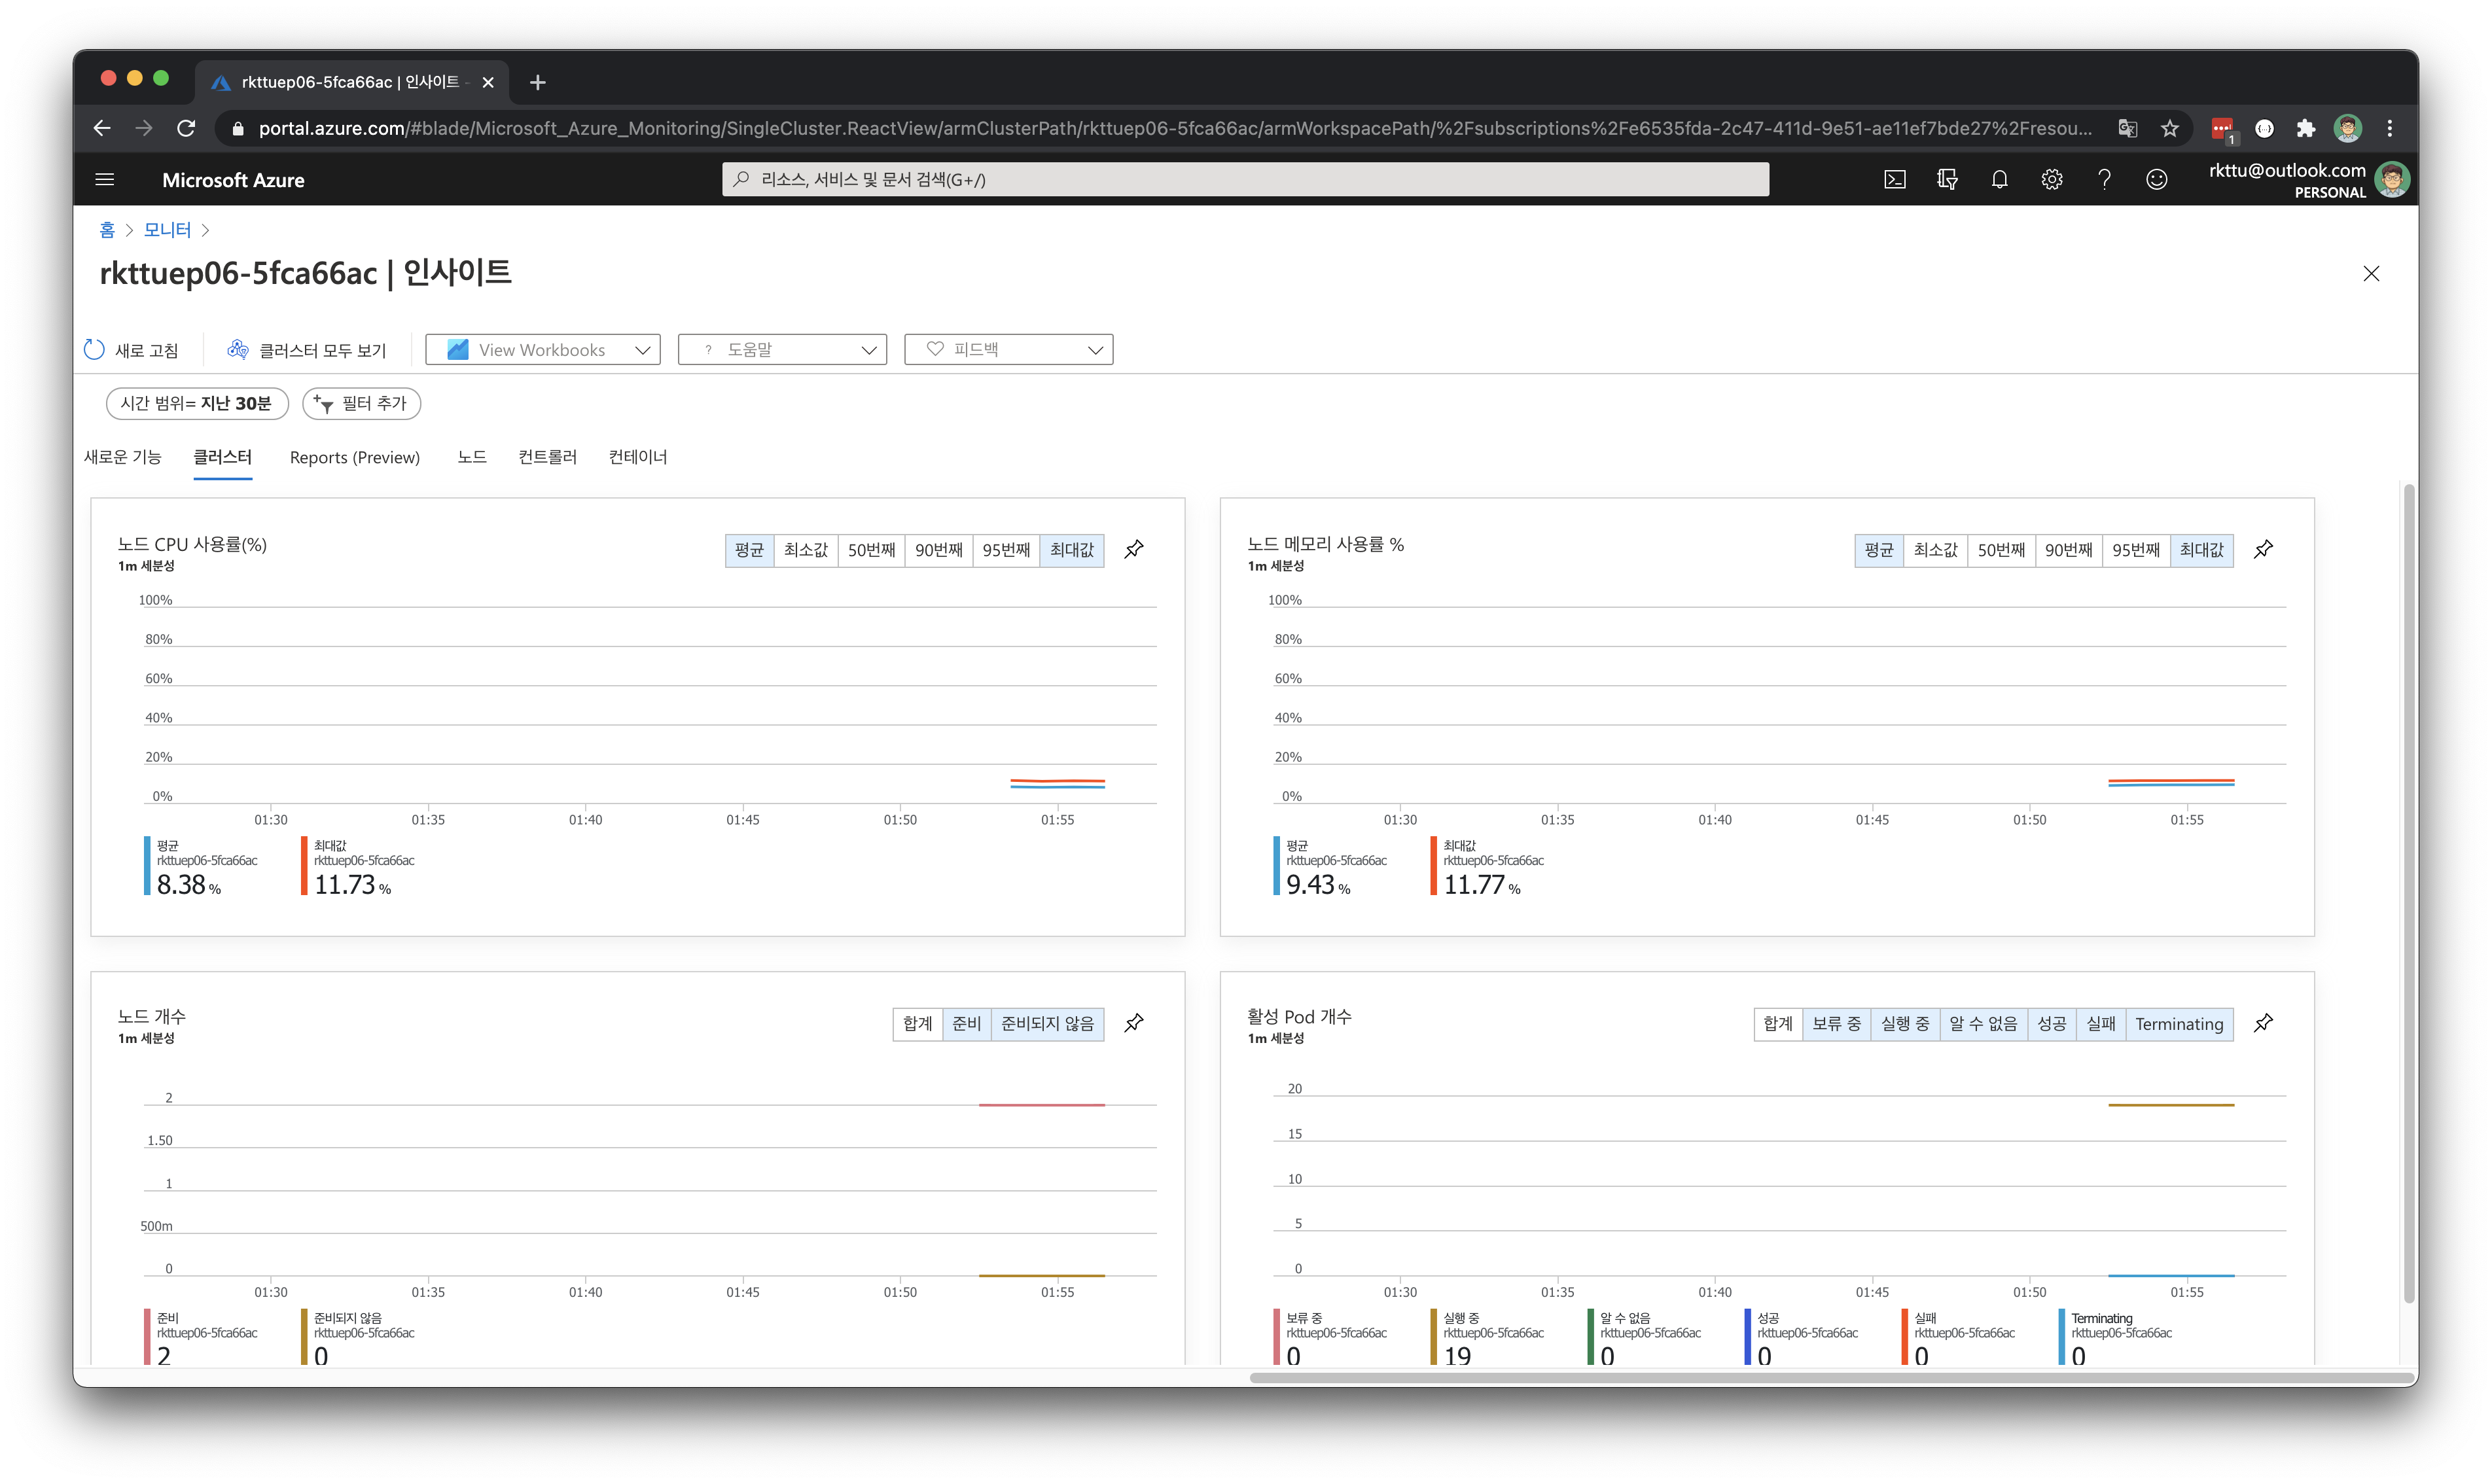 rkttuep06-5fca66ac | 인사이트 -
portal.azure.com/#blade/Microsoft_Azure_Monitoring/SingleCluster.ReactView/armClusterPath/rkttuep06-5fca66ac/armWorkspacePath/%2Fsubscriptions%2Fe6535fda-2c47-411d-9e51-ae11ef7bde27%2Fresou...
1
Microsoft Azure
리소스, 서비스 및 문서 검색(G+/)
rkttu@outlook.com
PERSONAL
홈 > 모니터 >
rkttuep06-5fca66ac | 인사이트
새로 고침 클러스터 모두 보기 View Workbooks ? 도움말 피드백
시간 범위= 지난 30분 필터 추가
새로운 기능 클러스터 Reports (Preview) 노드 컨트롤러 컨테이너
노드 CPU 사용률(%)
1m 세분성
평균 최소값 50번째 90번째 95번째 최대값
100%
80%
60%
40%
20%
0%
01:30 01:35 01:40 01:45 01:50 01:55
평균 최대값
rkttuep06-5fca66ac rkttuep06-5fca66ac
8.38 % 11.73 %
노드 메모리 사용률 %
1m 세분성
평균 최소값 50번째 90번째 95번째 최대값
100%
80%
60%
40%
20%
0%
01:30 01:35 01:40 01:45 01:50 01:55
평균 최대값
rkttuep06-5fca66ac rkttuep06-5fca66ac
9.43 % 11.77 %
노드 개수
1m 세분성
합계 준비 준비되지 않음
2
1.50
1
500m
0
01:30 01:35 01:40 01:45 01:50 01:55
준비 준비되지 않음
rkttuep06-5fca66ac rkttuep06-5fca66ac
2 0
활성 Pod 개수
1m 세분성
합계 보류 중 실행 중 알 수 없음 성공 실패 Terminating
20
15
10
5
0
01:30 01:35 01:40 01:45 01:50 01:55
보류 중 실행 중 알 수 없음 성공 실패 Terminating
rkttuep06-5fca66ac rkttuep06-5fca66ac rkttuep06-5fca66ac rkttuep06-5fca66ac rkttuep06-5fca66ac rkttuep06-5fca66ac
0 19 0 0 0 0